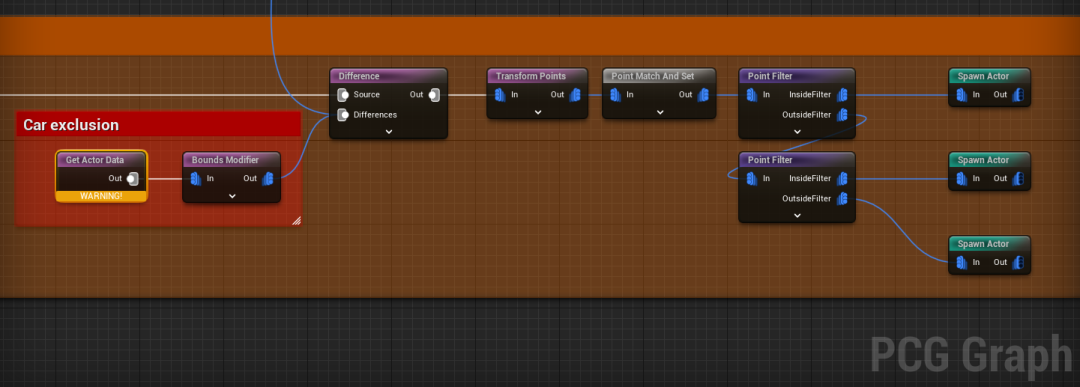 Difference
Source Out
Differences
Transform Points
In Out
Point Match And Set
In Out
Point Filter
In InsideFilter
OutsideFilter
Spawn Actor
In Out
Car exclusion
Get Actor Data
Out
WARNING!
Bounds Modifier
In Out
Point Filter
In InsideFilter
OutsideFilter
Spawn Actor
In Out
Spawn Actor
In Out
PCG Graph